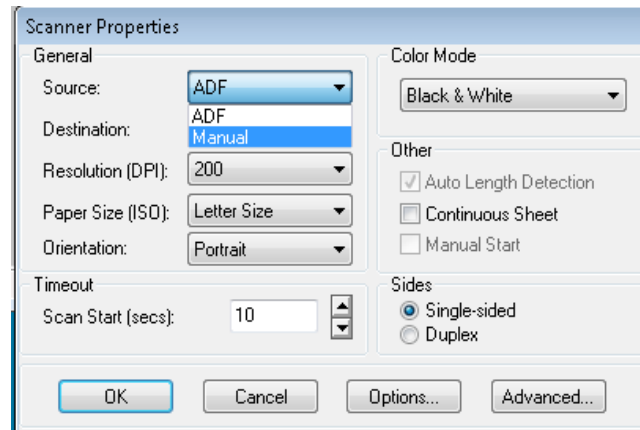 Scanner Properties
General
Source: ADF
ADF
Destination: Manual
Resolution (DPI): 200
Paper Size (ISO): Letter Size
Orientation: Portrait
Timeout
Scan Start (secs): 10
Color Mode
Black & White
Other
Auto Length Detection
Continuous Sheet
Manual Start
Sides
Single-sided
Duplex
OK Cancel Options... Advanced...